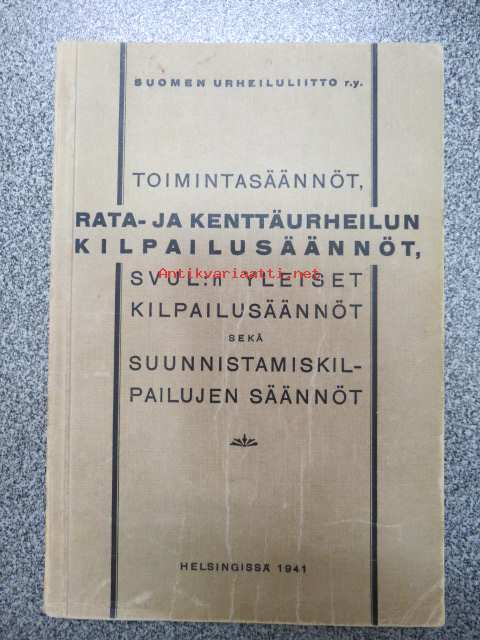 SUOMEN URHEILULIITTO r.y.
TOIMINTASÄÄNNÖT,
RATA- JA KENTTÄURHEILUN
KILPAILUSÄÄNNÖT,
Antikvariaatti.net
SVUL:n YLEISET
KILPAILUSÄÄNNÖT
SEKÄ
SUUNNISTAMISKIL-
PAILUJEN SÄÄNNÖT
HELSINGISSÄ 1941